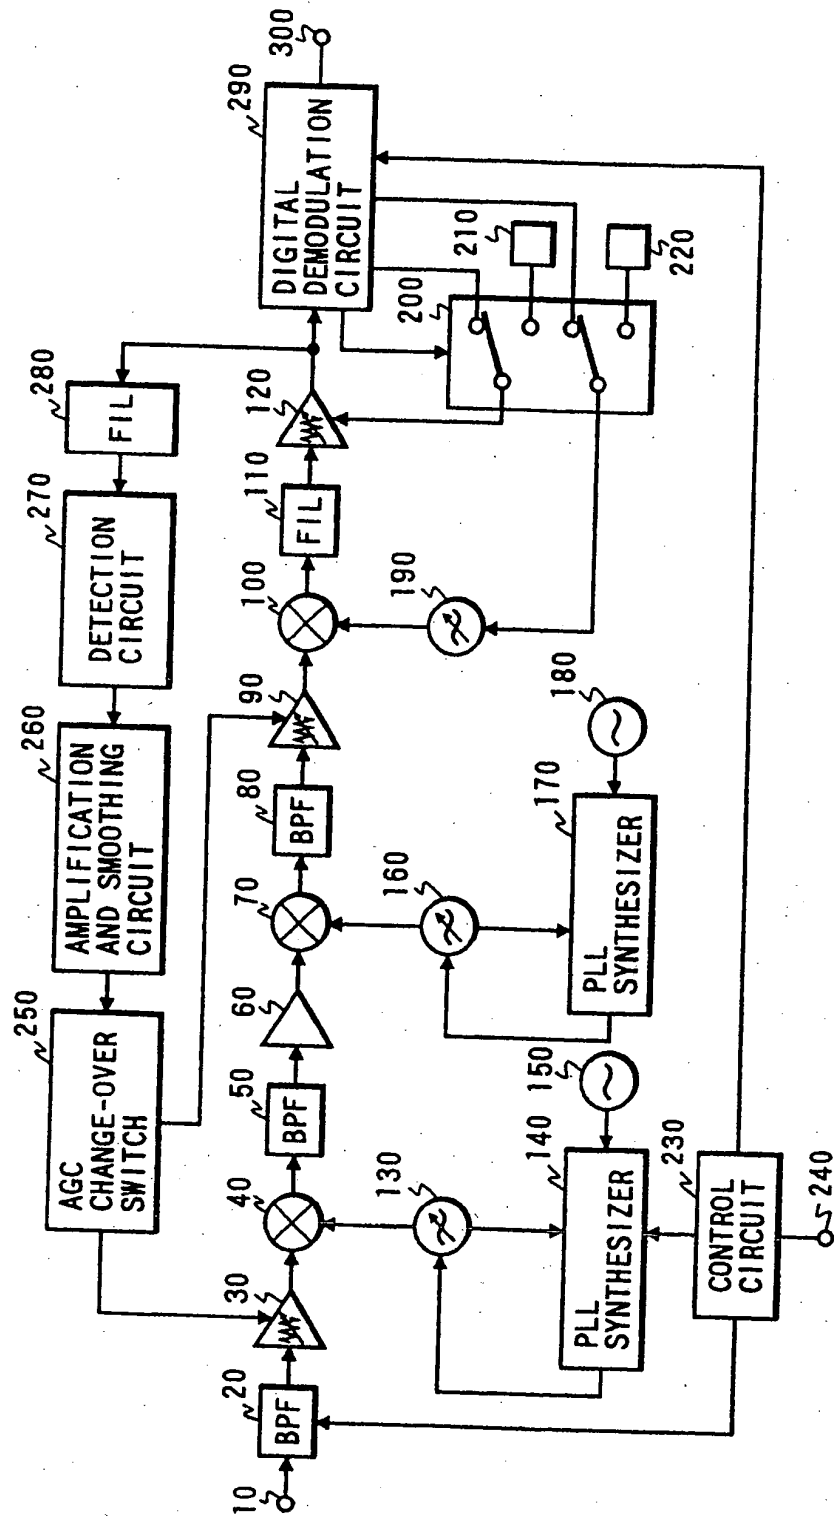 250
AGC
CHANGE-OVER
SWITCH
260
AMPLIFICATION
AND SMOOTHING
CIRCUIT
270
DETECTION
CIRCUIT
280
FIL
10
20
BPF
30
40
50
BPF
60
70
80
BPF
90
100
110
FIL
120
290
DIGITAL
DEMODULATION
CIRCUIT
300
130
160
190
200
210
220
140
PLL
SYNTHESIZER
150
170
PLL
SYNTHESIZER
180
230
CONTROL
CIRCUIT
240